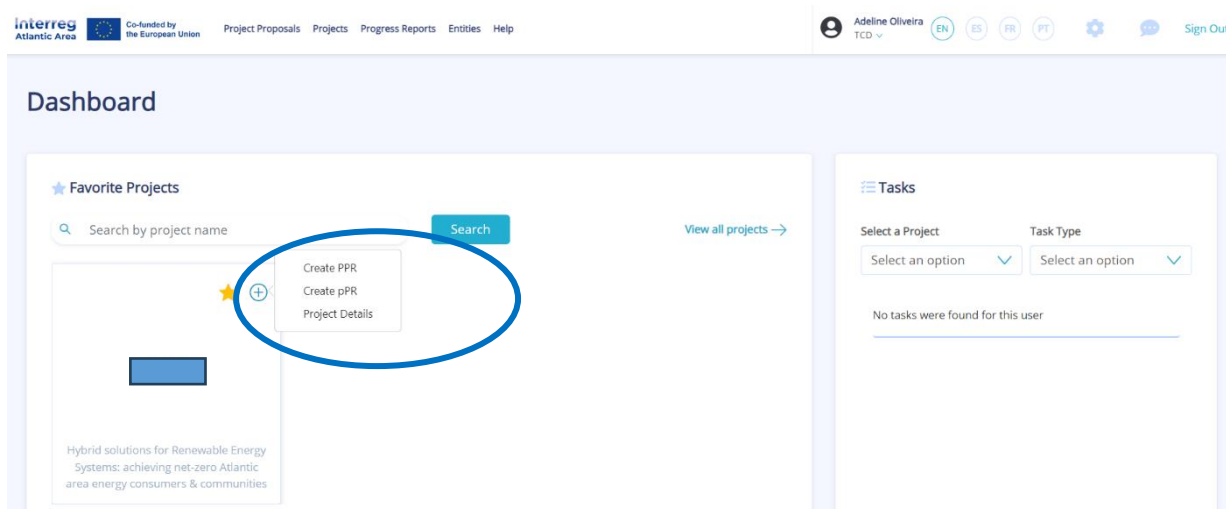 Interreg
Atlantic Area
Co-funded by
the European Union
Project Proposals Projects Progress Reports Entities Help
Adeline Oliveira
TCD
EN ES FR PT
Sign Out
Dashboard
Favorite Projects
Search by project name
Search
View all projects
Create PPR
Create pPR
Project Details
Hybrid solutions for Renewable Energy
Systems: achieving net-zero Atlantic
area energy consumers & communities
Tasks
Select a Project Task Type
Select an option Select an option
No tasks were found for this user